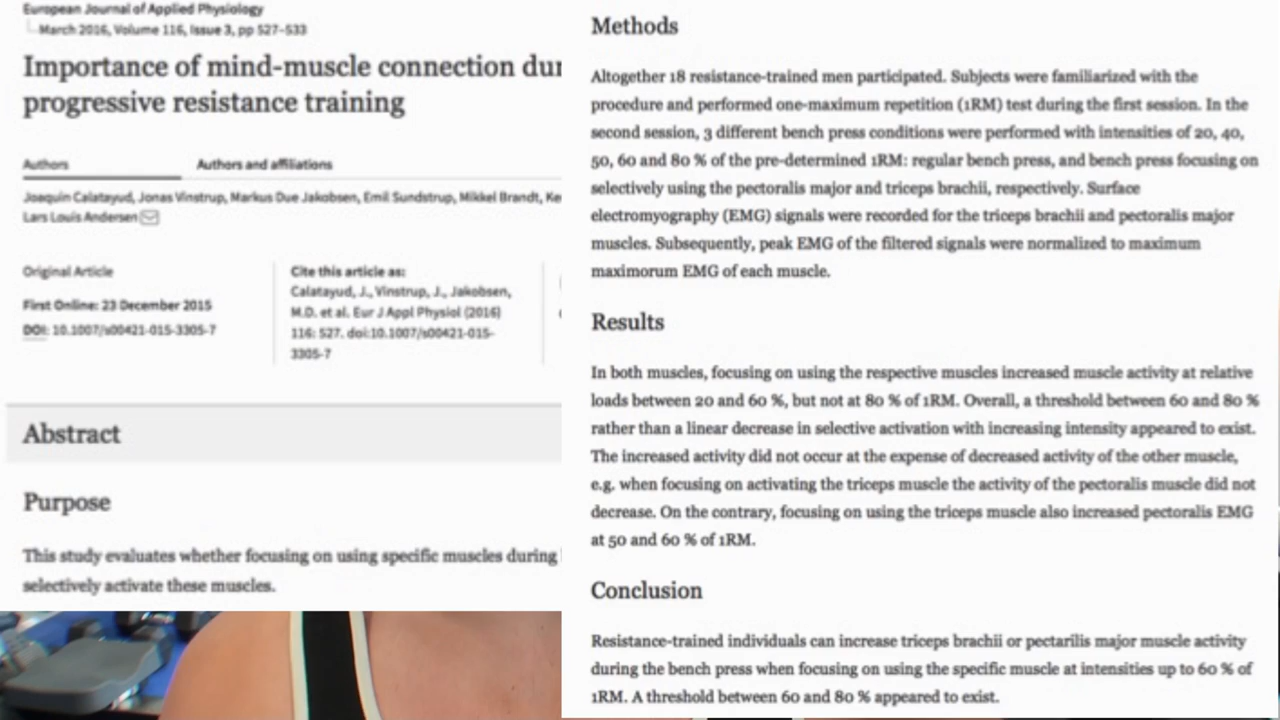 European Journal of Applied Physiology
March 2016, Volume 116, Issue 3, pp 527–533
Importance of mind-muscle connection dur
progressive resistance training
Authors
Authors and affiliations
Joaquin Calatayud, Jonas Vinstrup, Markus Due Jakobsen, Emil Sundstrup, Mikkel Brandt, Ke
Lars Louis Andersen
Original Article
First Online: 23 December 2015
DOI: 10.1007/s00421-015-3305-7
Cite this article as:
Calatayud, J., Vinstrup, J., Jakobsen,
M.D. et al. Eur J Appl Physiol (2016)
116: 527. doi:10.1007/s00421-015-
3305-7
Abstract
Purpose
This study evaluates whether focusing on using specific muscles during
selectively activate these muscles.
Methods
Altogether 18 resistance-trained men participated. Subjects were familiarized with the
procedure and performed one-maximum repetition (1RM) test during the first session. In the
second session, 3 different bench press conditions were performed with intensities of 20, 40,
50, 60 and 80 % of the pre-determined 1RM: regular bench press, and bench press focusing on
selectively using the pectoralis major and triceps brachii, respectively. Surface
electromyography (EMG) signals were recorded for the triceps brachii and pectoralis major
muscles. Subsequently, peak EMG of the filtered signals were normalized to maximum
maximorum EMG of each muscle.
Results
In both muscles, focusing on using the respective muscles increased muscle activity at relative
loads between 20 and 60 %, but not at 80 % of 1RM. Overall, a threshold between 60 and 80 %
rather than a linear decrease in selective activation with increasing intensity appeared to exist.
The increased activity did not occur at the expense of decreased activity of the other muscle,
e.g. when focusing on activating the triceps muscle the activity of the pectoralis muscle did not
decrease. On the contrary, focusing on using the triceps muscle also increased pectoralis EMG
at 50 and 60 % of 1RM.
Conclusion
Resistance-trained individuals can increase triceps brachii or pectarilis major muscle activity
during the bench press when focusing on using the specific muscle at intensities up to 60 % of
1RM. A threshold between 60 and 80 % appeared to exist.